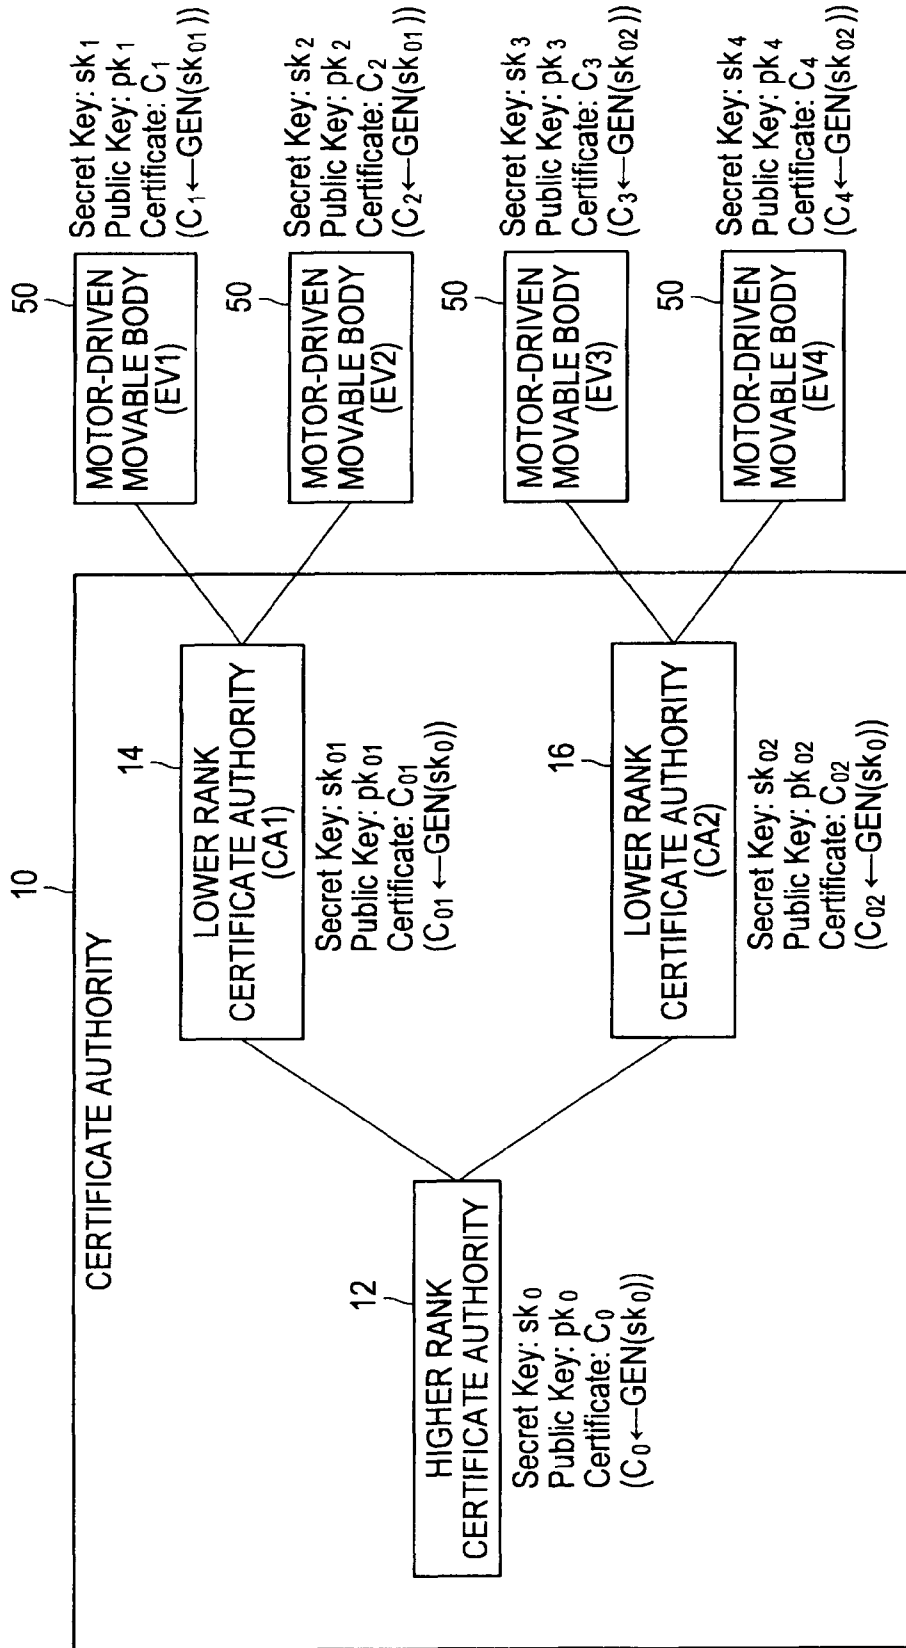 10
CERTIFICATE AUTHORITY
12
HIGHER RANK
CERTIFICATE AUTHORITY
Secret Key: sk₀
Public Key: pk₀
Certificate: C₀
(C₀←GEN(sk₀))
14
LOWER RANK
CERTIFICATE AUTHORITY
(CA1)
Secret Key: sk₀₁
Public Key: pk₀₁
Certificate: C₀₁
(C₀₁←GEN(sk₀))
16
LOWER RANK
CERTIFICATE AUTHORITY
(CA2)
Secret Key: sk₀₂
Public Key: pk₀₂
Certificate: C₀₂
(C₀₂←GEN(sk₀))
50
MOTOR-DRIVEN
MOVABLE BODY
(EV1)
Secret Key: sk₁
Public Key: pk₁
Certificate: C₁
(C₁←GEN(sk₀₁))
50
MOTOR-DRIVEN
MOVABLE BODY
(EV2)
Secret Key: sk₂
Public Key: pk₂
Certificate: C₂
(C₂←GEN(sk₀₁))
50
MOTOR-DRIVEN
MOVABLE BODY
(EV3)
Secret Key: sk₃
Public Key: pk₃
Certificate: C₃
(C₃←GEN(sk₀₂))
50
MOTOR-DRIVEN
MOVABLE BODY
(EV4)
Secret Key: sk₄
Public Key: pk₄
Certificate: C₄
(C₄←GEN(sk₀₂))